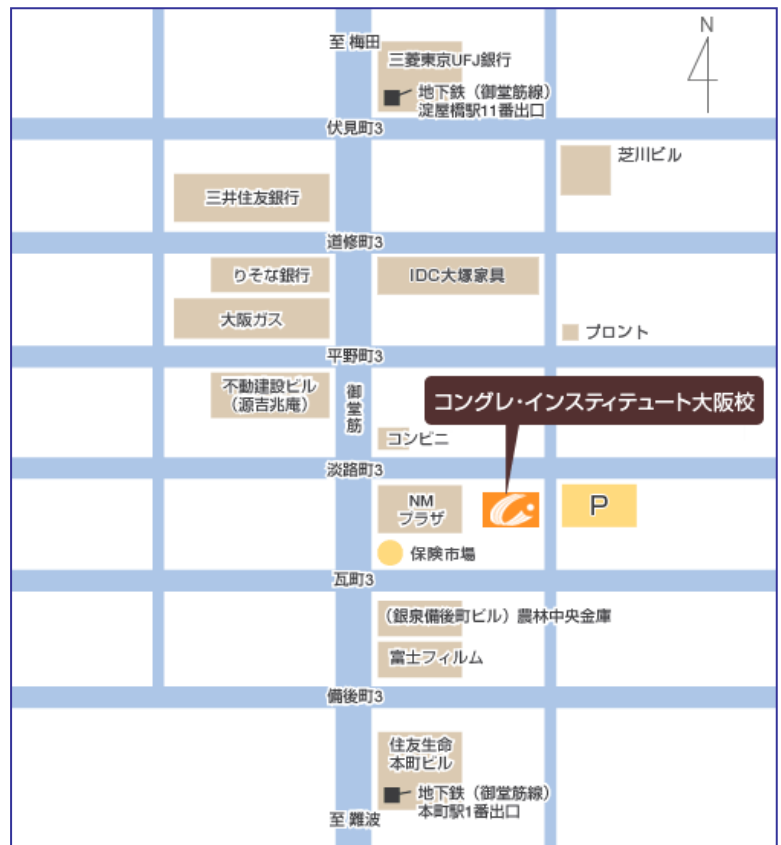 至 梅田
N
三菱東京UFJ銀行
地下鉄（御堂筋線）
淀屋橋駅11番出口
伏見町3
芝川ビル
三井住友銀行
道修町3
りそな銀行
IDC大塚家具
大阪ガス
プロント
平野町3
不動建設ビル
（源吉兆庵）
御堂筋
コングレ・インスティテュート大阪校
コンビニ
淡路町3
NM
プラザ
P
保険市場
瓦町3
（銀泉備後町ビル）農林中央金庫
富士フィルム
備後町3
住友生命
本町ビル
地下鉄（御堂筋線）
本町駅1番出口
至 難波